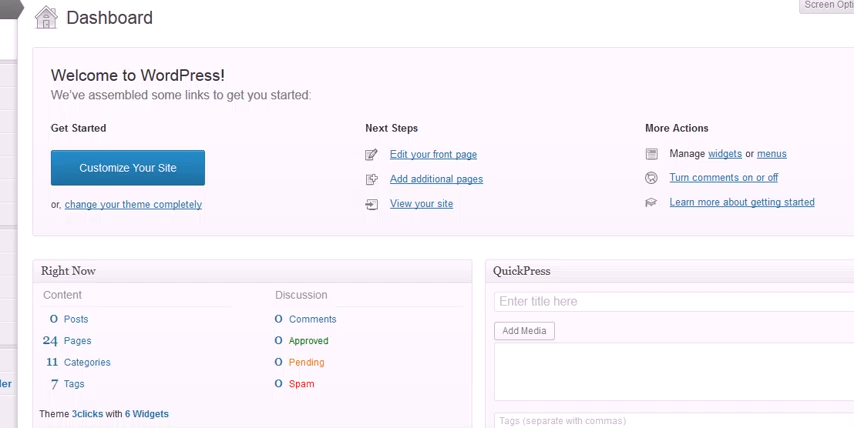 Dashboard
Screen Opti
Welcome to WordPress!
We've assembled some links to get you started:
Get Started
Customize Your Site
or, change your theme completely
Next Steps
Edit your front page
Add additional pages
View your site
More Actions
Manage widgets or menus
Turn comments on or off
Learn more about getting started
Right Now
Content
0 Posts
24 Pages
11 Categories
7 Tags
Discussion
0 Comments
0 Approved
0 Pending
0 Spam
Theme 3clicks with 6 Widgets
QuickPress
Enter title here
Add Media
Tags (separate with commas)
ler